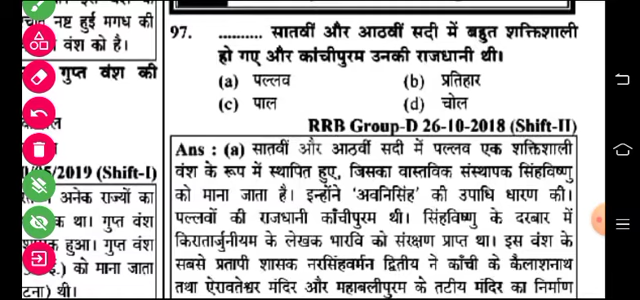 नष्ट हुई मगध की
वंश को है।
गुप्त वंश की
/05/2019 (Shift-I)
अनेक राज्यों का
क था। गुप्त वंश
हुआ। गुप्त वंश
ई.) को माना जाता
टना) थी।
97. .......... सातवीं और आठवीं सदी में बहुत शक्तिशाली
हो गए और कांचीपुरम उनकी राजधानी थी।
(a) पल्लव (b) प्रतिहार
(c) पाल (d) चोल
RRB Group-D 26-10-2018 (Shift-II)
Ans : (a) सातवीं और आठवीं सदी में पल्लव एक शक्तिशाली
वंश के रूप में स्थापित हुए, जिसका वास्तविक संस्थापक सिंहविष्णु
को माना जाता है। इन्होंने ‘अवनिसिंह’ की उपाधि धारण की।
पल्लवों की राजधानी काँचीपुरम थी। सिंहविष्णु के दरबार में
किरातार्जुनीयम के लेखक भारवि को संरक्षण प्राप्त था। इस वंश के
सबसे प्रतापी शासक नरसिंहवर्मन द्वितीय ने काँची के कैलाशनाथ
तथा ऐरावतेश्वर मंदिर और महाबलीपुरम के तटीय मंदिर का निर्माण